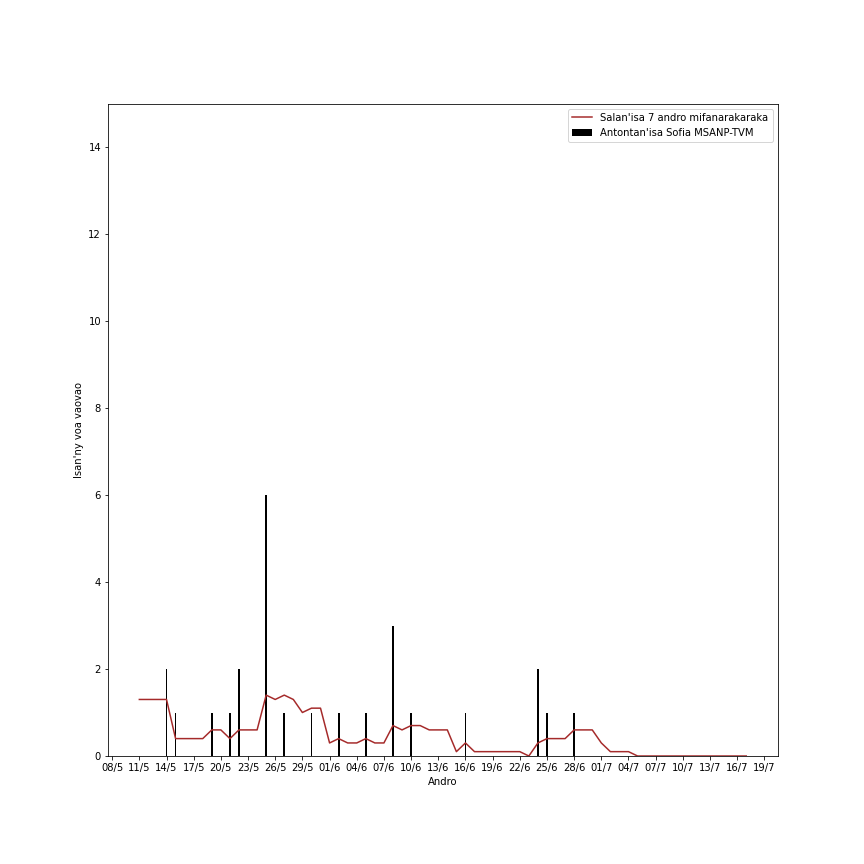 Salan'isa 7 andro mifanarakaraka
Antontan'isa Sofia MSANP-TVM
14
12
10
8
6
4
2
0
Isan'ny voa vaovao
08/5 11/5 14/5 17/5 20/5 23/5 26/5 29/5 01/6 04/6 07/6 10/6 13/6 16/6 19/6 22/6 25/6 28/6 01/7 04/7 07/7 10/7 13/7 16/7 19/7
Andro